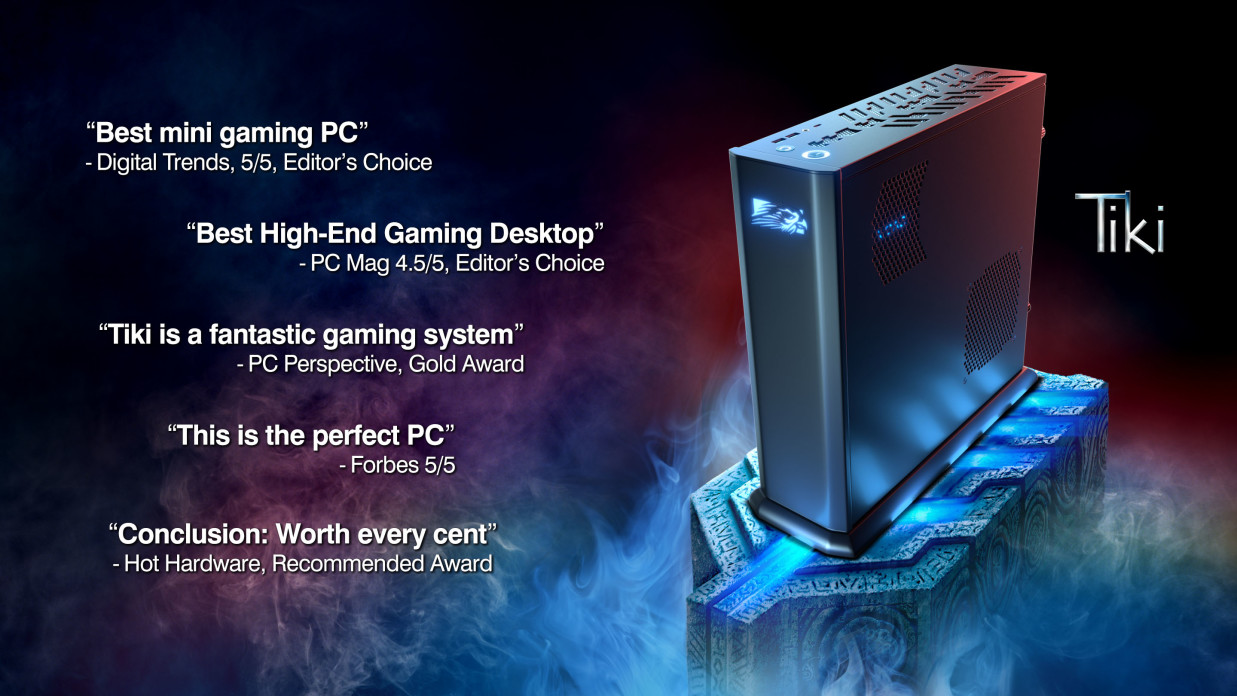 “Best mini gaming PC”
- Digital Trends, 5/5, Editor’s Choice
“Best High-End Gaming Desktop”
- PC Mag 4.5/5, Editor’s Choice
“Tiki is a fantastic gaming system”
- PC Perspective, Gold Award
“This is the perfect PC”
- Forbes 5/5
“Conclusion: Worth every cent”
- Hot Hardware, Recommended Award
Tiki